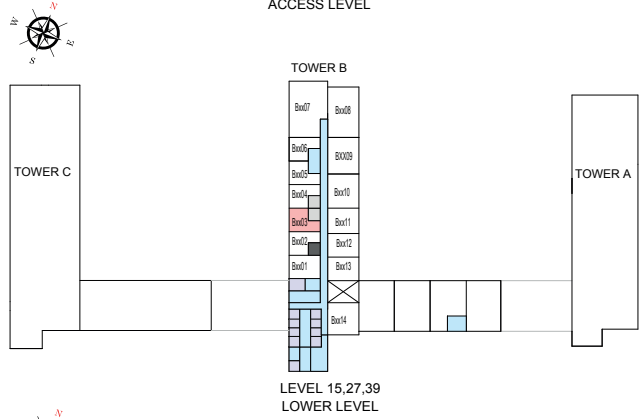 ACCESS LEVEL
N
W
E
S
TOWER B
Bxx07
Bxx08
Bxx06
BXX09
Bxx05
TOWER C
TOWER A
Bxx04
Bxx10
Bxx03
Bxx11
Bxx02
Bxx12
Bxx01
Bxx13
Bxx14
LEVEL 15,27,39
LOWER LEVEL
N